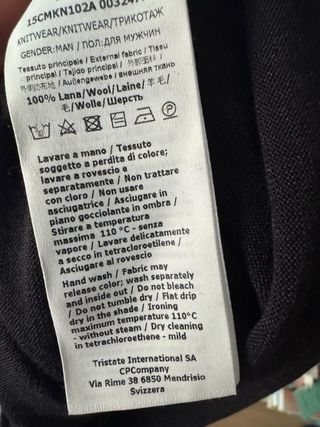 15CMKN102A 00324
KNITWEAR/KNITWEAR/ТРИКОТАЖ
GENDER:MAN / ПОЛ:ДЛЯ МУЖЧИН
Tessuto principale / External fabric / Tissu
principal / Tejido principal / 外側面料 /
/ Außengewebe / внешняя ткань
100% Lana/Wool/Laine/羊毛/
毛/Wolle/Шерсть
Lavare a mano / Tessuto
soggetto a perdita di colore;
lavare a rovescio e
separatamente / Non trattare
con cloro / Non usare
asciugatrice / Asciugare in
piano gocciolante in ombra /
Stirare a temperatura
massima 110 °C - senza
vapore / Lavare delicatamente
a secco in tetracloroetilene /
Asciugare al rovescio
Hand wash / Fabric may
release color; wash separately
and inside out / Do not bleach
/ Do not tumble dry / Flat drip
dry in the shade / Ironing
maximum temperature 110°C
- without steam / Dry cleaning
in tetrachloroethene - mild
Tristate International SA
CPCompany
Via Rime 38 6850 Mendrisio
Svizzera